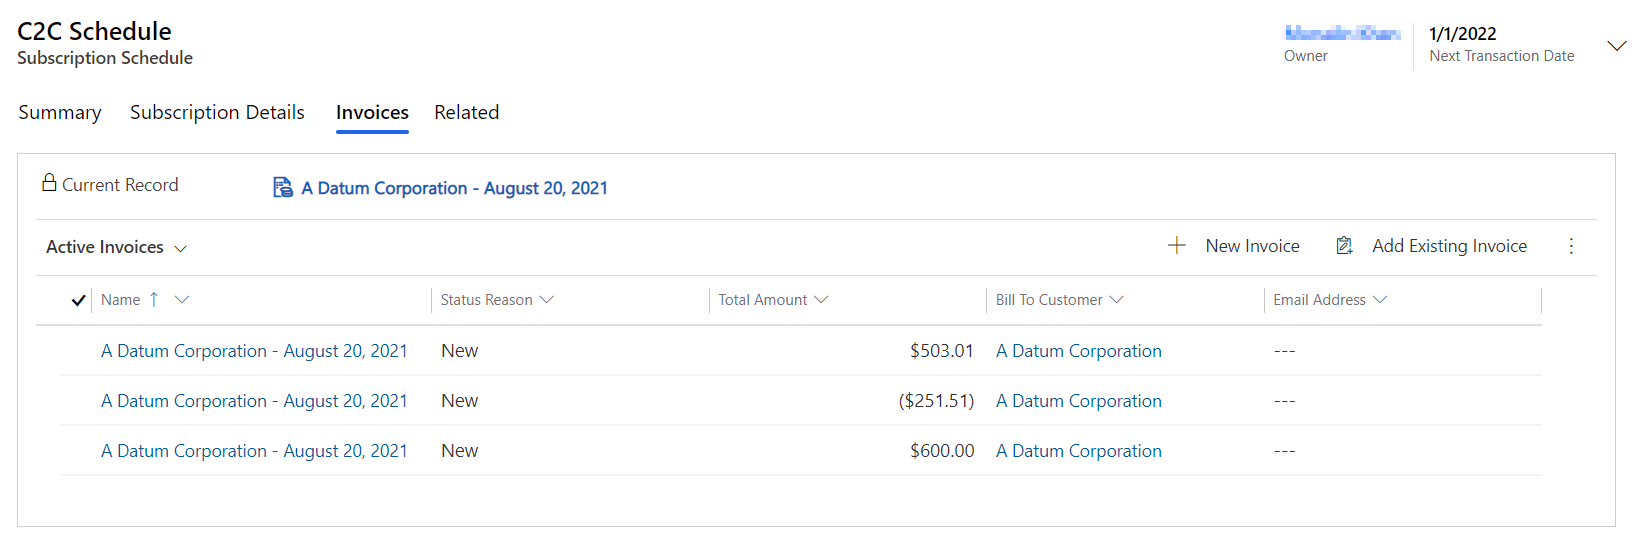 C2C Schedule
Subscription Schedule
Owner
1/1/2022
Next Transaction Date
Summary Subscription Details Invoices Related
Current Record A Datum Corporation - August 20, 2021
Active Invoices New Invoice Add Existing Invoice
Name Status Reason Total Amount Bill To Customer Email Address
A Datum Corporation - August 20, 2021 New $503.01 A Datum Corporation ---
A Datum Corporation - August 20, 2021 New ($251.51) A Datum Corporation ---
A Datum Corporation - August 20, 2021 New $600.00 A Datum Corporation ---